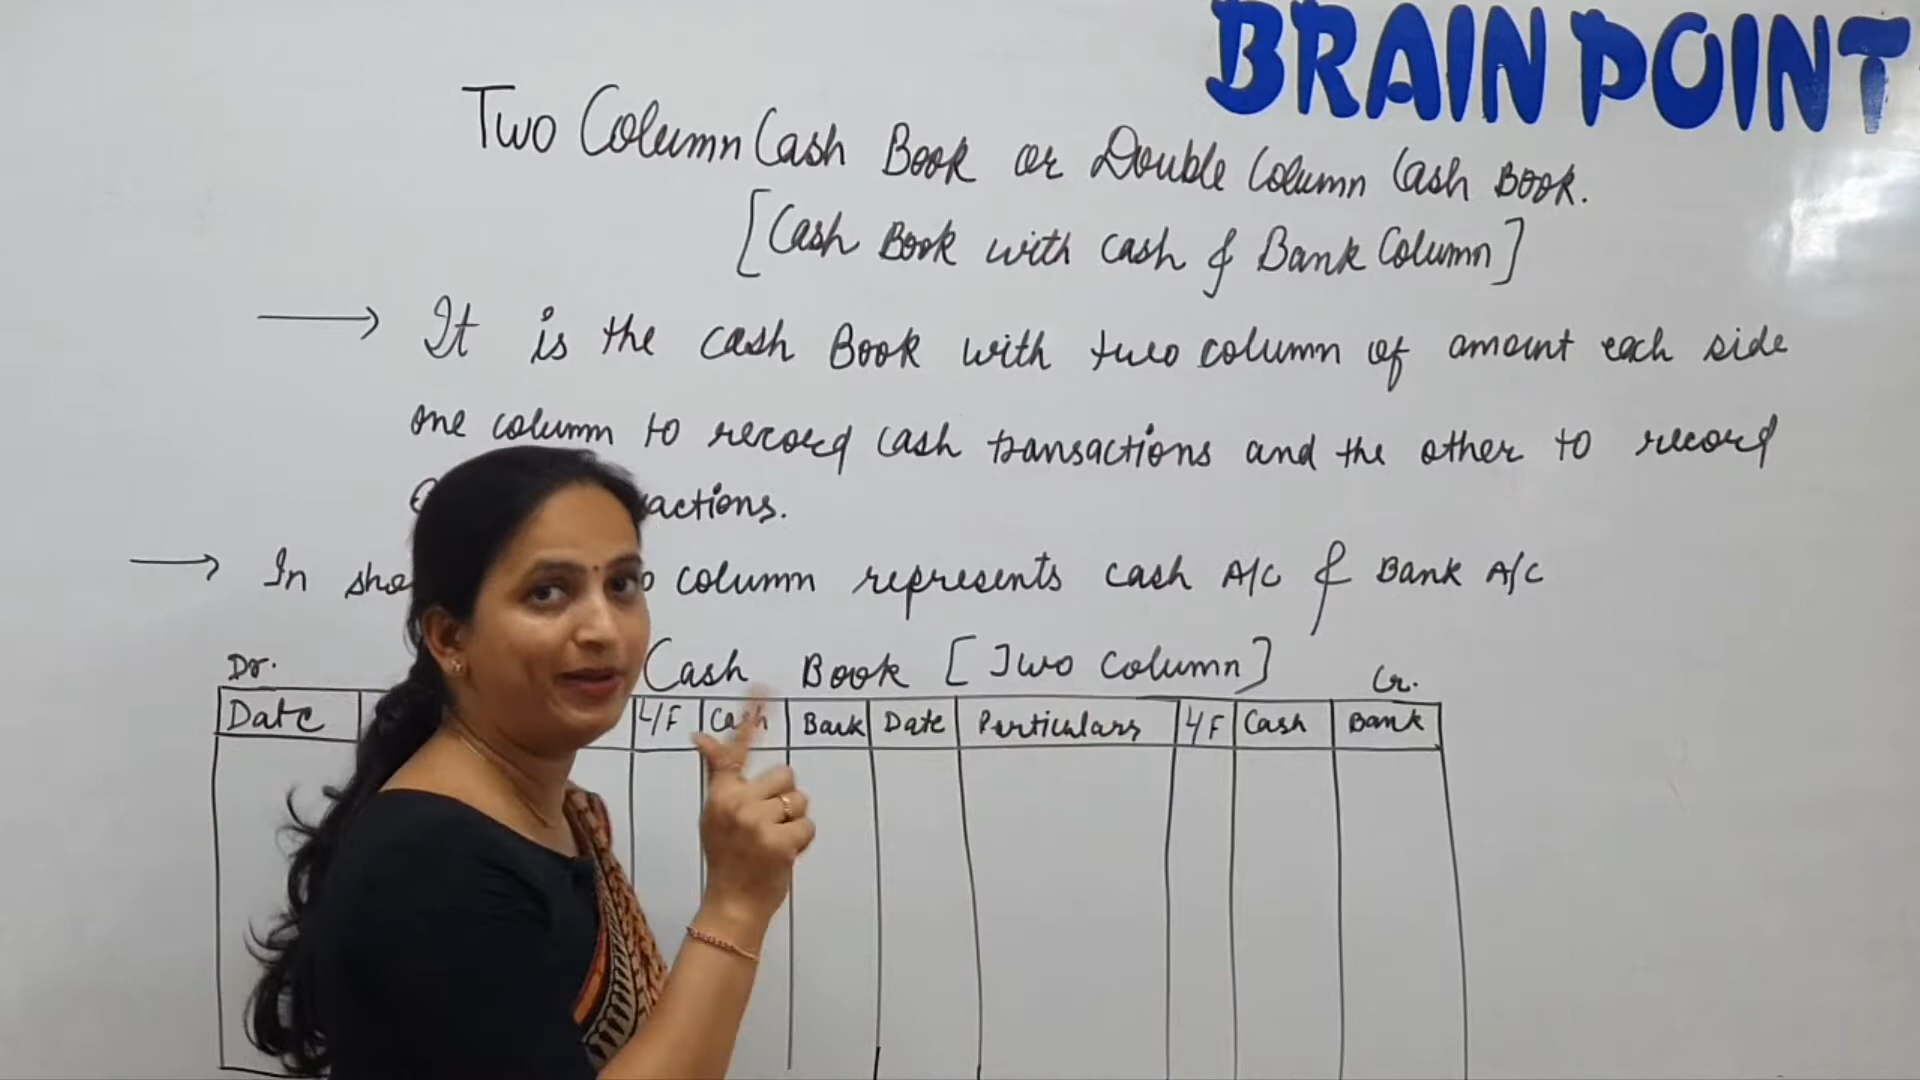 BRAIN POINT
Two Column Cash Book or Double Column Cash Book.
[Cash Book with cash & Bank Column]
→ It is the cash Book with two column of amount each side
one column to record cash transactions and the other to record
actions.
→ In sho column represents cash A/C & Bank A/C
Dr. Cash Book [Two Column] Cr.
Date L/F Cash Bank Date Particulars L/F Cash Bank